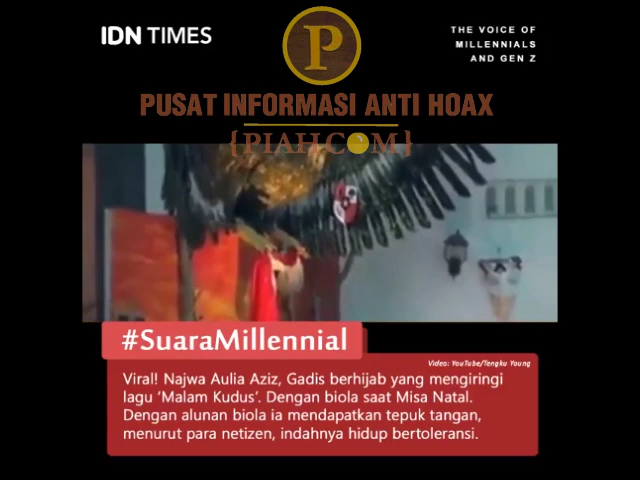 IDN TIMES
THE VOICE OF
MILLENNIALS
AND GEN Z
P
PUSAT INFORMASI ANTI HOAX
{PIAHCOM}
#SuaraMillennial
Video: YouTube/Tengku Young
Viral! Najwa Aulia Aziz, Gadis berhijab yang mengiringi
lagu ‘Malam Kudus’. Dengan biola saat Misa Natal.
Dengan alunan biola ia mendapatkan tepuk tangan,
menurut para netizen, indahnya hidup bertoleransi.